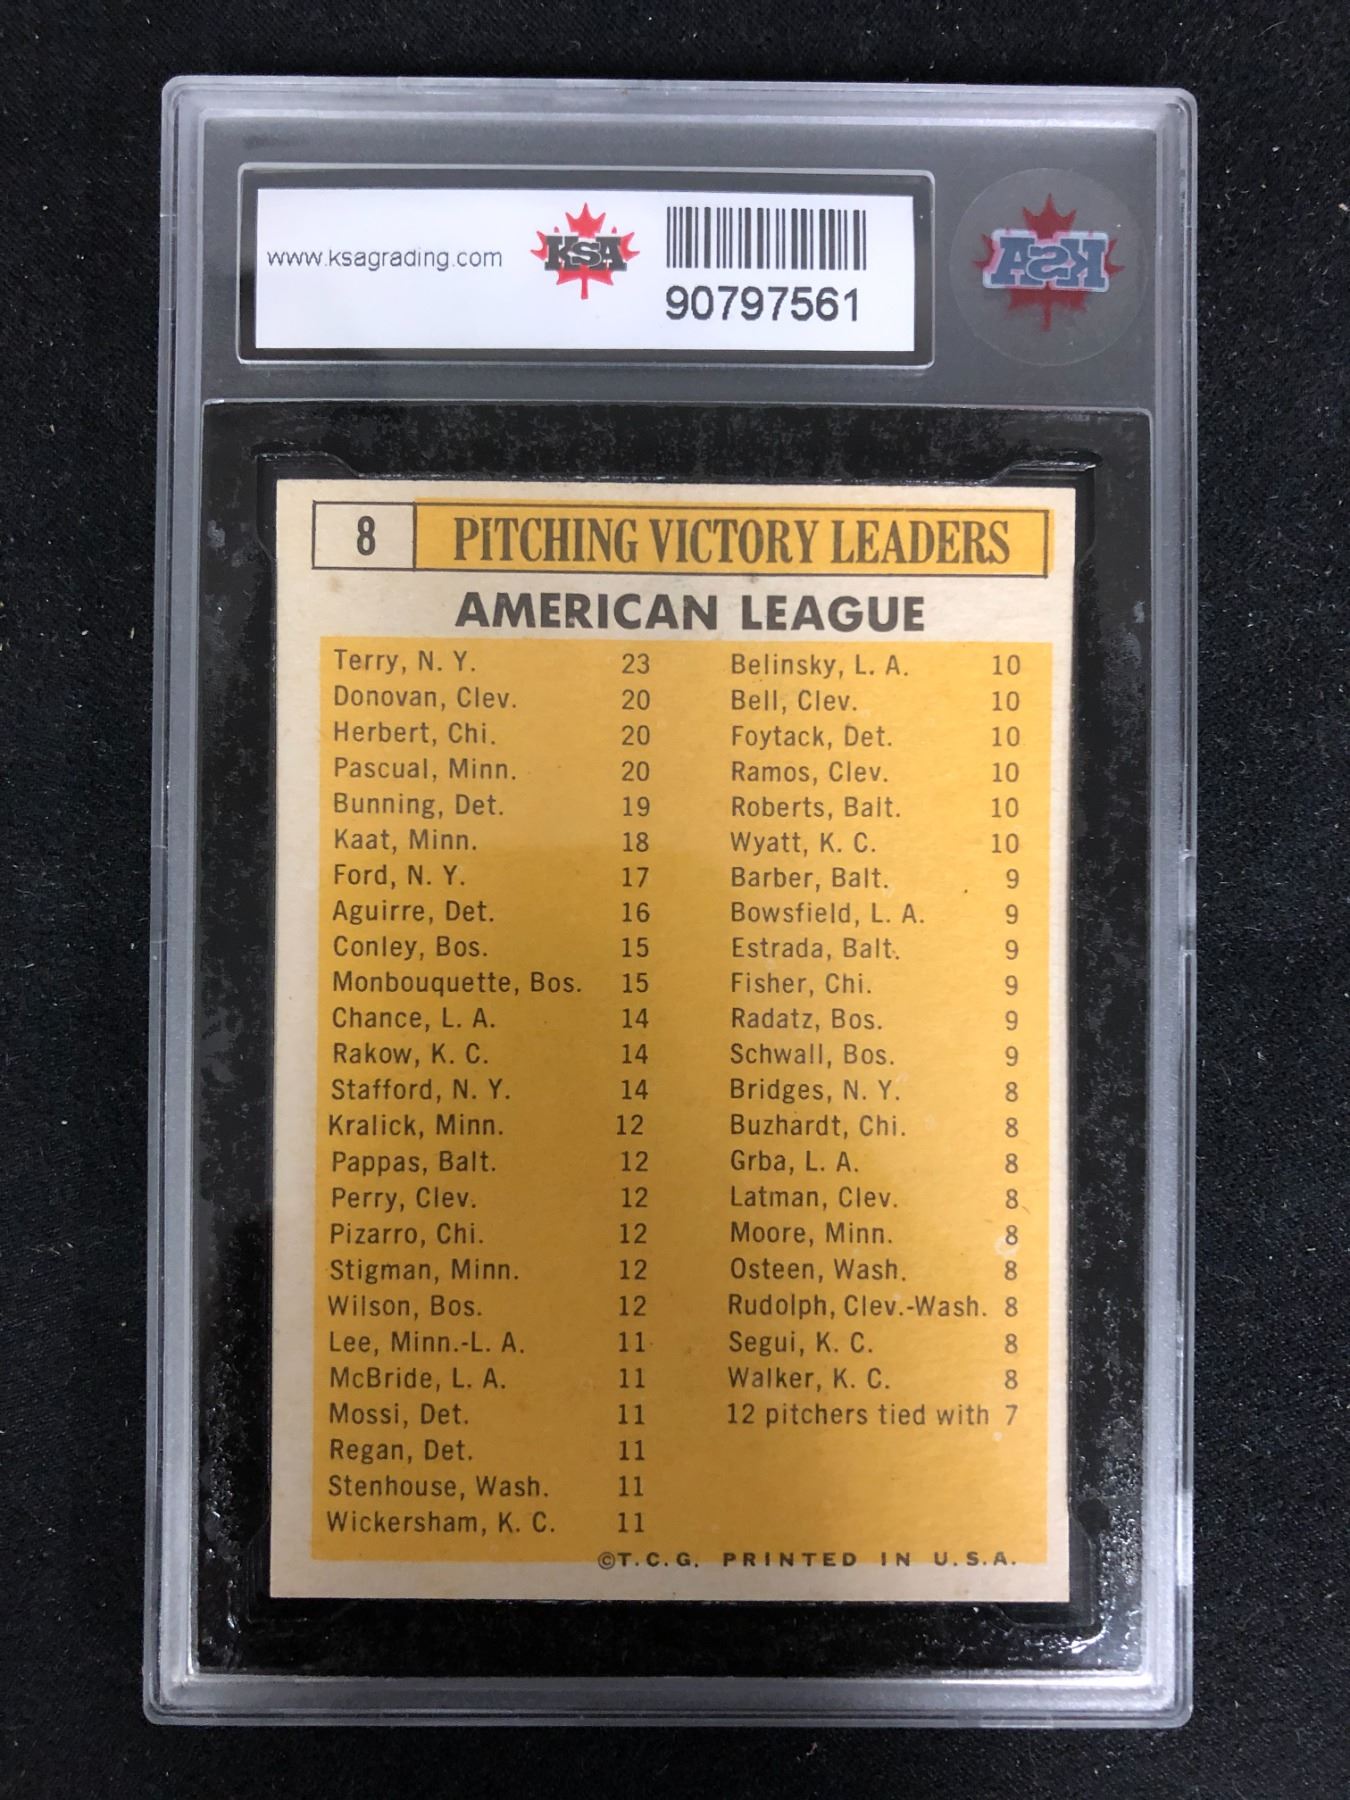 www.ksagrading.com
KSA
90797561
KSA
8 PITCHING VICTORY LEADERS
AMERICAN LEAGUE
Terry, N. Y. 23
Donovan, Clev. 20
Herbert, Chi. 20
Pascual, Minn. 20
Bunning, Det. 19
Kaat, Minn. 18
Ford, N. Y. 17
Aguirre, Det. 16
Conley, Bos. 15
Monbouquette, Bos. 15
Chance, L. A. 14
Rakow, K. C. 14
Stafford, N. Y. 14
Kralick, Minn. 12
Pappas, Balt. 12
Perry, Clev. 12
Pizarro, Chi. 12
Stigman, Minn. 12
Wilson, Bos. 12
Lee, Minn.-L. A. 11
McBride, L. A. 11
Mossi, Det. 11
Regan, Det. 11
Stenhouse, Wash. 11
Wickersham, K. C. 11
Belinsky, L. A. 10
Bell, Clev. 10
Foytack, Det. 10
Ramos, Clev. 10
Roberts, Balt. 10
Wyatt, K. C. 10
Barber, Balt. 9
Bowsfield, L. A. 9
Estrada, Balt. 9
Fisher, Chi. 9
Radatz, Bos. 9
Schwall, Bos. 9
Bridges, N. Y. 8
Buzhardt, Chi. 8
Grba, L. A. 8
Latman, Clev. 8
Moore, Minn. 8
Osteen, Wash. 8
Rudolph, Clev.-Wash. 8
Segui, K. C. 8
Walker, K. C. 8
12 pitchers tied with 7
©T.C.G. PRINTED IN U.S.A.